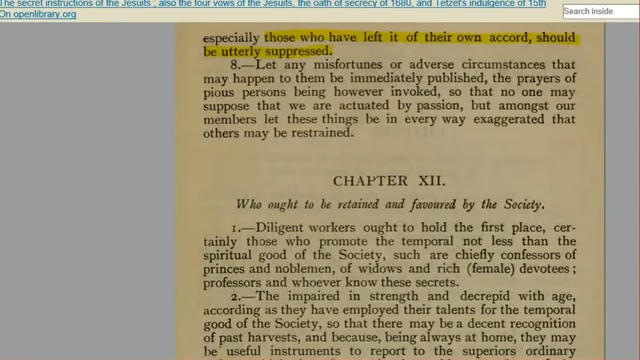 The secret instructions of the Jesuits ; also the four vows of the Jesuits, the oath of secrecy of 1680, and Tetzel's indulgence of 15th
On openlibrary.org
Search inside
especially those who have left it of their own accord, should
be utterly suppressed.
8.—Let any misfortunes or adverse circumstances that
may happen to them be immediately published, the prayers of
pious persons being however invoked, so that no one may
suppose that we are actuated by passion, but amongst our
members let these things be in every way exaggerated that
others may be restrained.
CHAPTER XII.
Who ought to be retained and favoured by the Society.
1.—Diligent workers ought to hold the first place, cer-
tainly those who promote the temporal not less than the
spiritual good of the Society, such are chiefly confessors of
princes and noblemen, of widows and rich (female) devotees ;
professors and whoever know these secrets.
2.—The impaired in strength and decrepid with age,
according as they have employed their talents for the temporal
good of the Society, so that there may be a decent recognition
of past harvests, and because, being always at home, they may
be useful instruments to report to the superiors ordinary